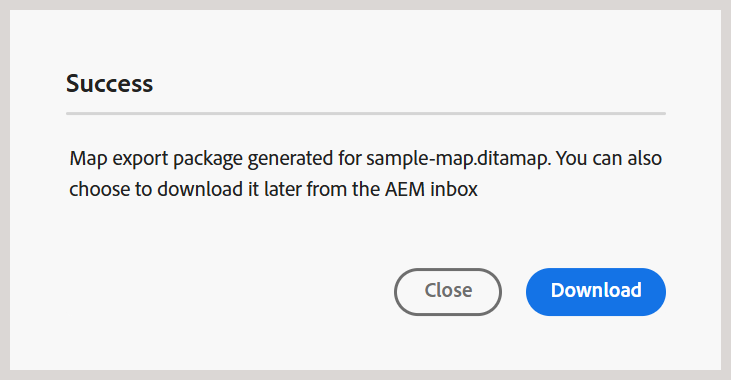 Success
Map export package generated for sample-map.ditamap. You can also
choose to download it later from the AEM inbox
Close
Download